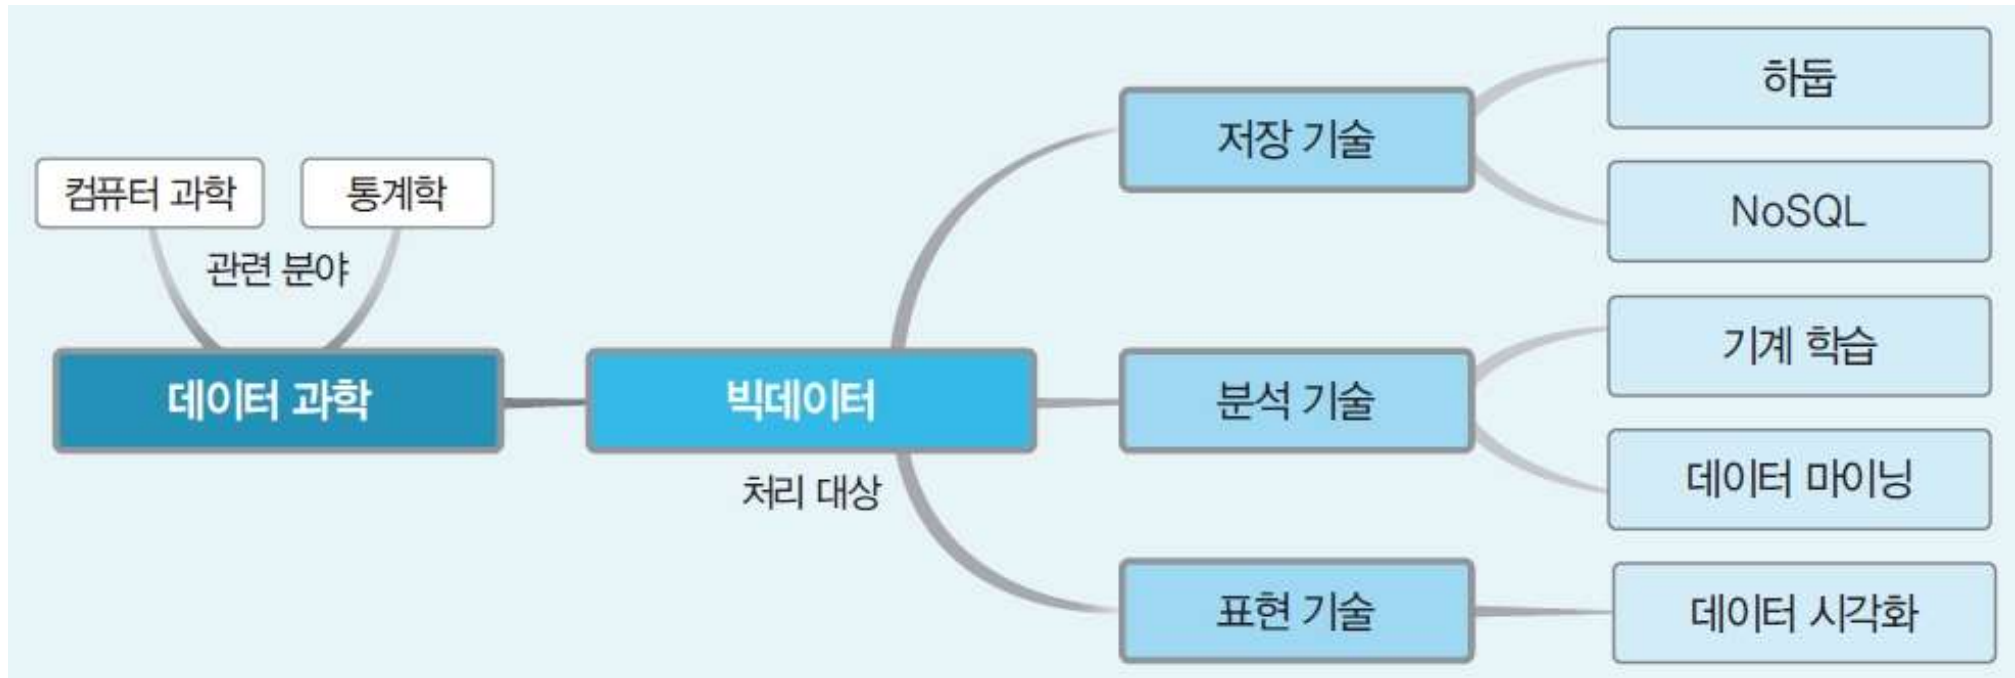 컴퓨터 과학
통계학
관련 분야
데이터 과학
빅데이터
처리 대상
저장 기술
하둡
NoSQL
분석 기술
기계 학습
데이터 마이닝
표현 기술
데이터 시각화